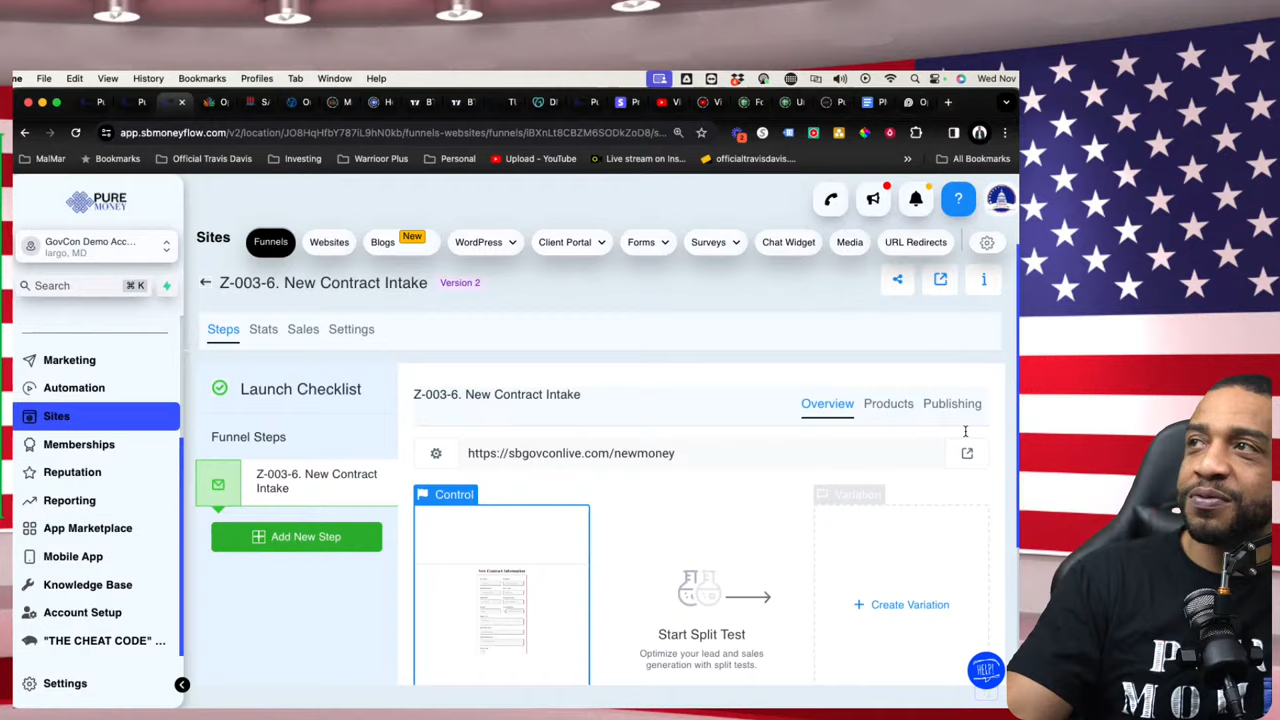 File Edit View History Bookmarks Profiles Tab Window Help Wed Nov
app.sbmoneyflow.com/v2/location/JO8HqHfbY787iL9hN0kb/funnels-websites/funnels/iBXnLt8CBZM6SODkZoD8/s...
MalMar Bookmarks Official Travis Davis Investing Warrioor Plus Personal Upload - YouTube Live stream on Ins... officialtravisdavis.... » All Bookmarks
PURE
MONEY
GovCon Demo Acc...
largo, MD
Search ⌘ K
Marketing
Automation
Sites
Memberships
Reputation
Reporting
App Marketplace
Mobile App
Knowledge Base
Account Setup
"THE CHEAT CODE" ...
Settings
Sites Funnels Websites Blogs New WordPress Client Portal Forms Surveys Chat Widget Media URL Redirects
Z-003-6. New Contract Intake Version 2
Steps Stats Sales Settings
Launch Checklist
Funnel Steps
Z-003-6. New Contract
Intake
Add New Step
Z-003-6. New Contract Intake
Overview Products Publishing
https://sbgovconlive.com/newmoney
Control
New Contract Information
Start Split Test
Optimize your lead and sales
generation with split tests.
Variation
+ Create Variation
HELP!